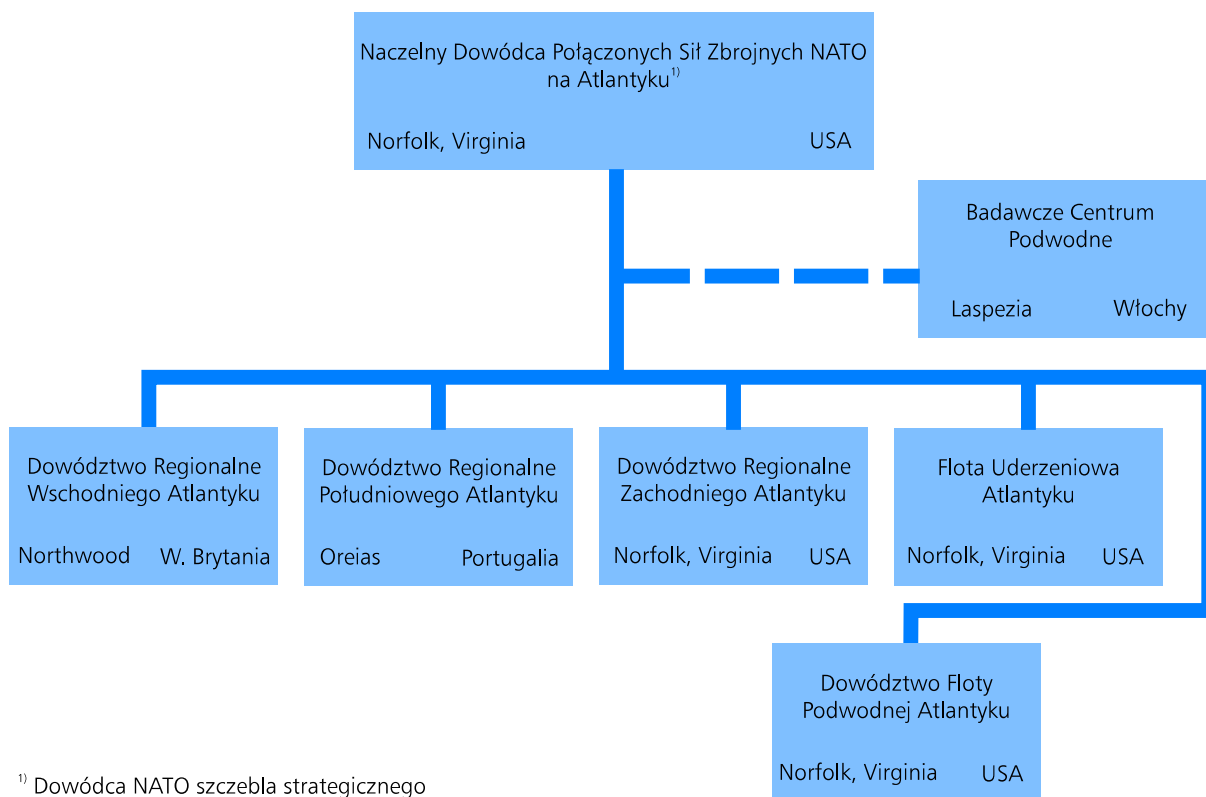 Naczelny Dowódca Połączonych Sił Zbrojnych NATO
na Atlantyku¹⁾
Norfolk, Virginia USA
Badawcze Centrum
Podwodne
Laspezia Włochy
Dowództwo Regionalne
Wschodniego Atlantyku
Northwood W. Brytania
Dowództwo Regionalne
Południowego Atlantyku
Oreias Portugalia
Dowództwo Regionalne
Zachodniego Atlantyku
Norfolk, Virginia USA
Flota Uderzeniowa
Atlantyku
Norfolk, Virginia USA
Dowództwo Floty
Podwodnej Atlantyku
Norfolk, Virginia USA
¹⁾ Dowódca NATO szczebla strategicznego